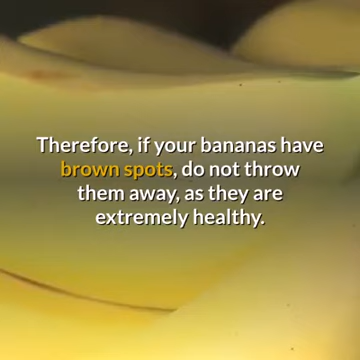 Therefore, if your bananas have
brown spots, do not throw
them away, as they are
extremely healthy.